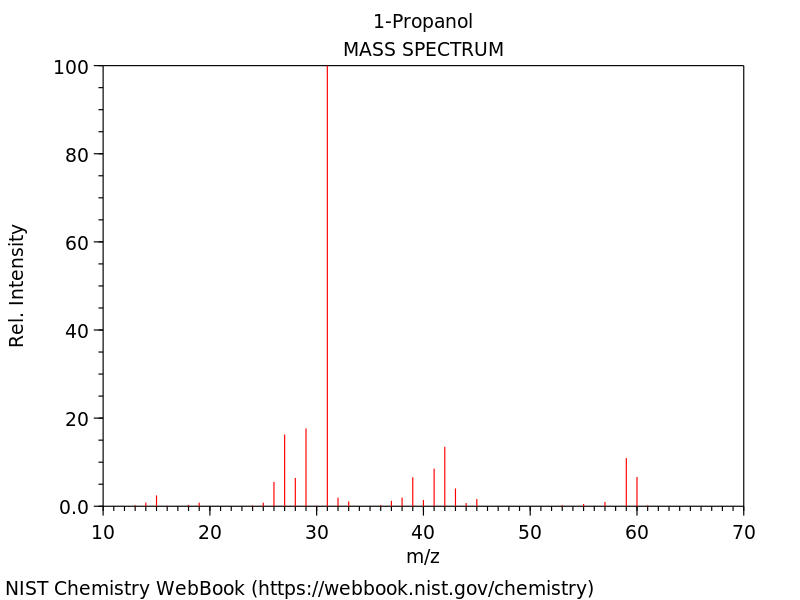 1-Propanol
MASS SPECTRUM
100
80
60
40
20
0.0
Rel. Intensity
10 20 30 40 50 60 70
m/z
NIST Chemistry WebBook (https://webbook.nist.gov/chemistry)